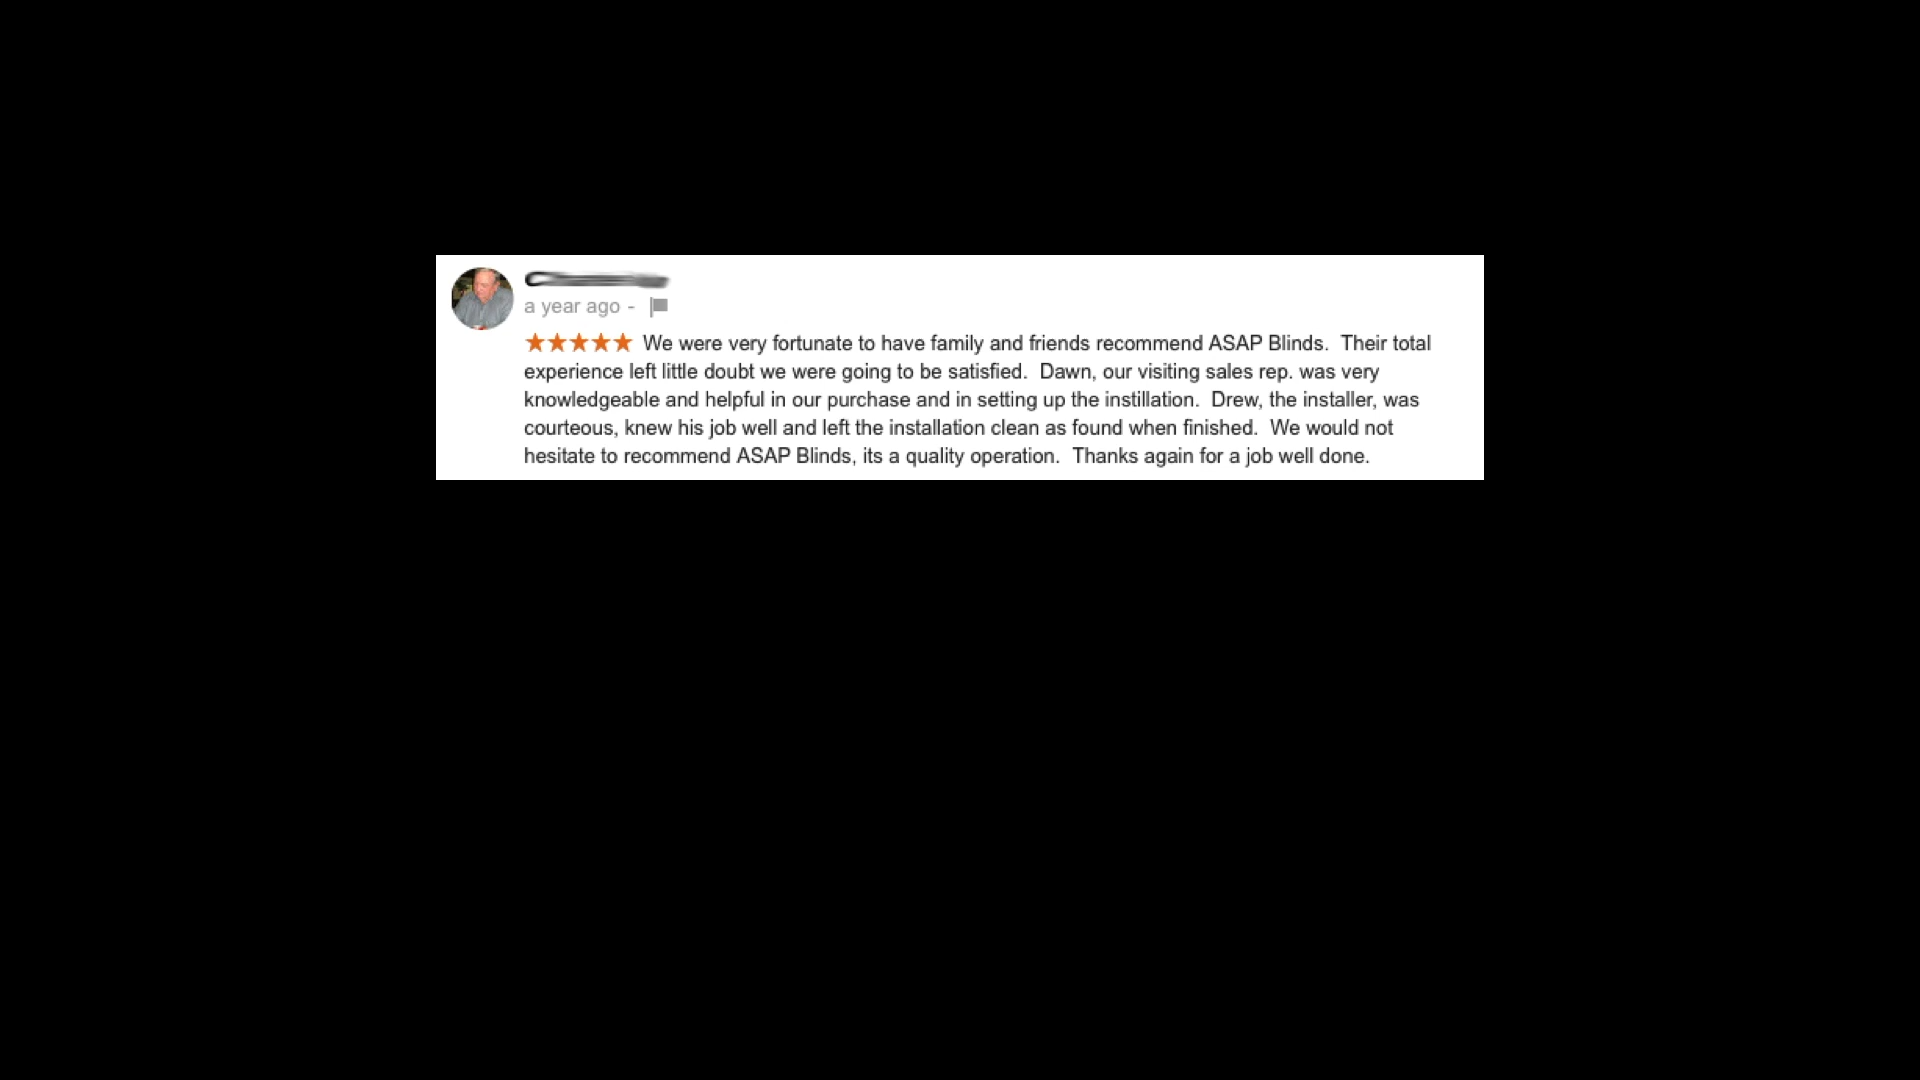 a year ago -
★★★★★ We were very fortunate to have family and friends recommend ASAP Blinds.  Their total
experience left little doubt we were going to be satisfied.  Dawn, our visiting sales rep. was very
knowledgeable and helpful in our purchase and in setting up the instillation.  Drew, the installer, was
courteous, knew his job well and left the installation clean as found when finished.  We would not
hesitate to recommend ASAP Blinds, its a quality operation.  Thanks again for a job well done.